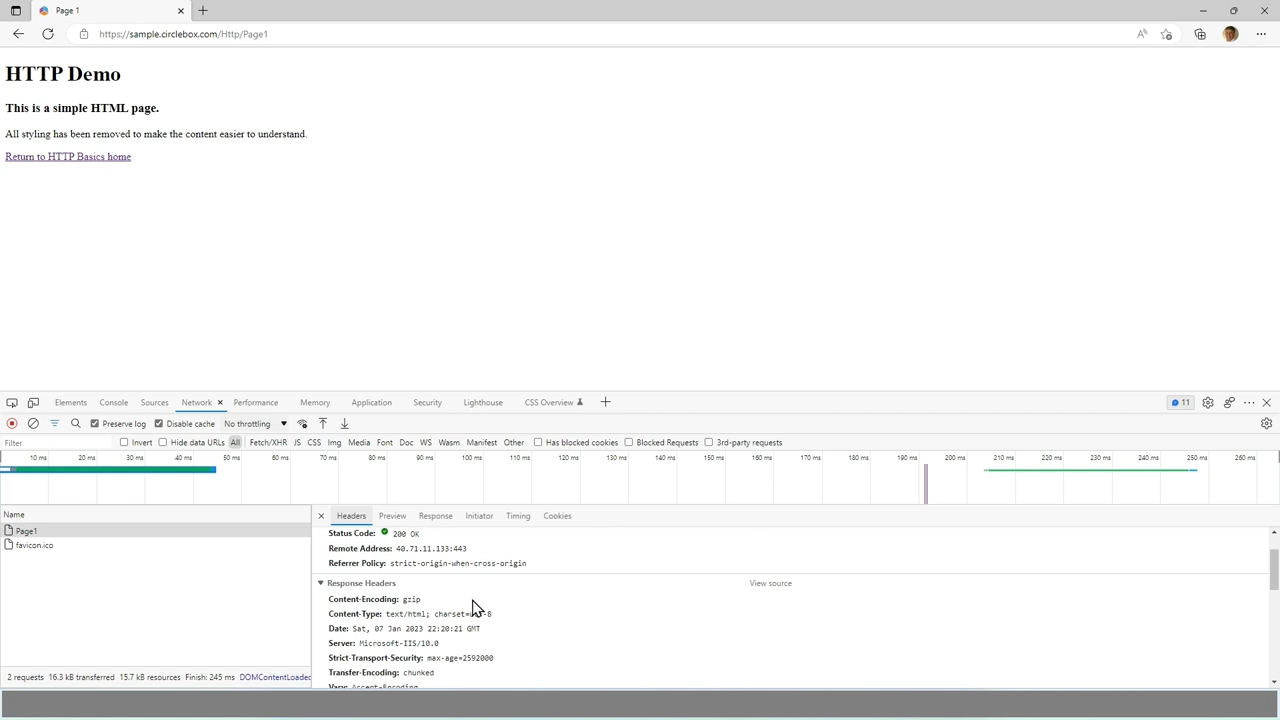 Page 1
https://sample.circlebox.com/Http/Page1
HTTP Demo
This is a simple HTML page.
All styling has been removed to make the content easier to understand.
Return to HTTP Basics home
Elements Console Sources Network Performance Memory Application Security Lighthouse CSS Overview 11
Preserve log Disable cache No throttling
Filter Invert Hide data URLs All Fetch/XHR JS CSS Img Media Font Doc WS Wasm Manifest Other Has blocked cookies Blocked Requests 3rd-party requests
10 ms 20 ms 30 ms 40 ms 50 ms 60 ms 70 ms 80 ms 90 ms 100 ms 110 ms 120 ms 130 ms 140 ms 150 ms 160 ms 170 ms 180 ms 190 ms 200 ms 210 ms 220 ms 230 ms 240 ms 250 ms 260 ms
Name
Page1
favicon.ico
Headers Preview Response Initiator Timing Cookies
Status Code: 200 OK
Remote Address: 40.71.11.133:443
Referrer Policy: strict-origin-when-cross-origin
Response Headers View source
Content-Encoding: gzip
Content-Type: text/html;
Date: Sat, 07 Jan 2023 22:20:21 GMT
Server: Microsoft-IIS/10.0
Strict-Transport-Security: max-age=2592000
Transfer-Encoding: chunked
Vary: Accept-Encoding
2 requests 16.3 kB transferred 15.7 kB resources Finish: 245 ms DOMContentLoaded